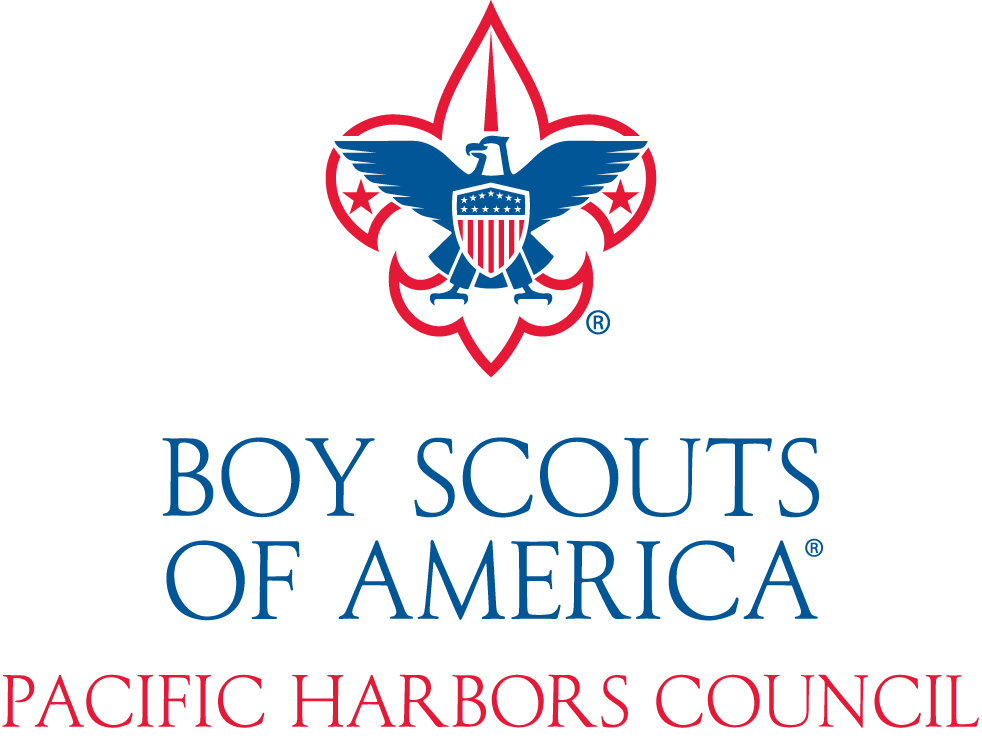 ®
BOY SCOUTS
OF AMERICA®
PACIFIC HARBORS COUNCIL